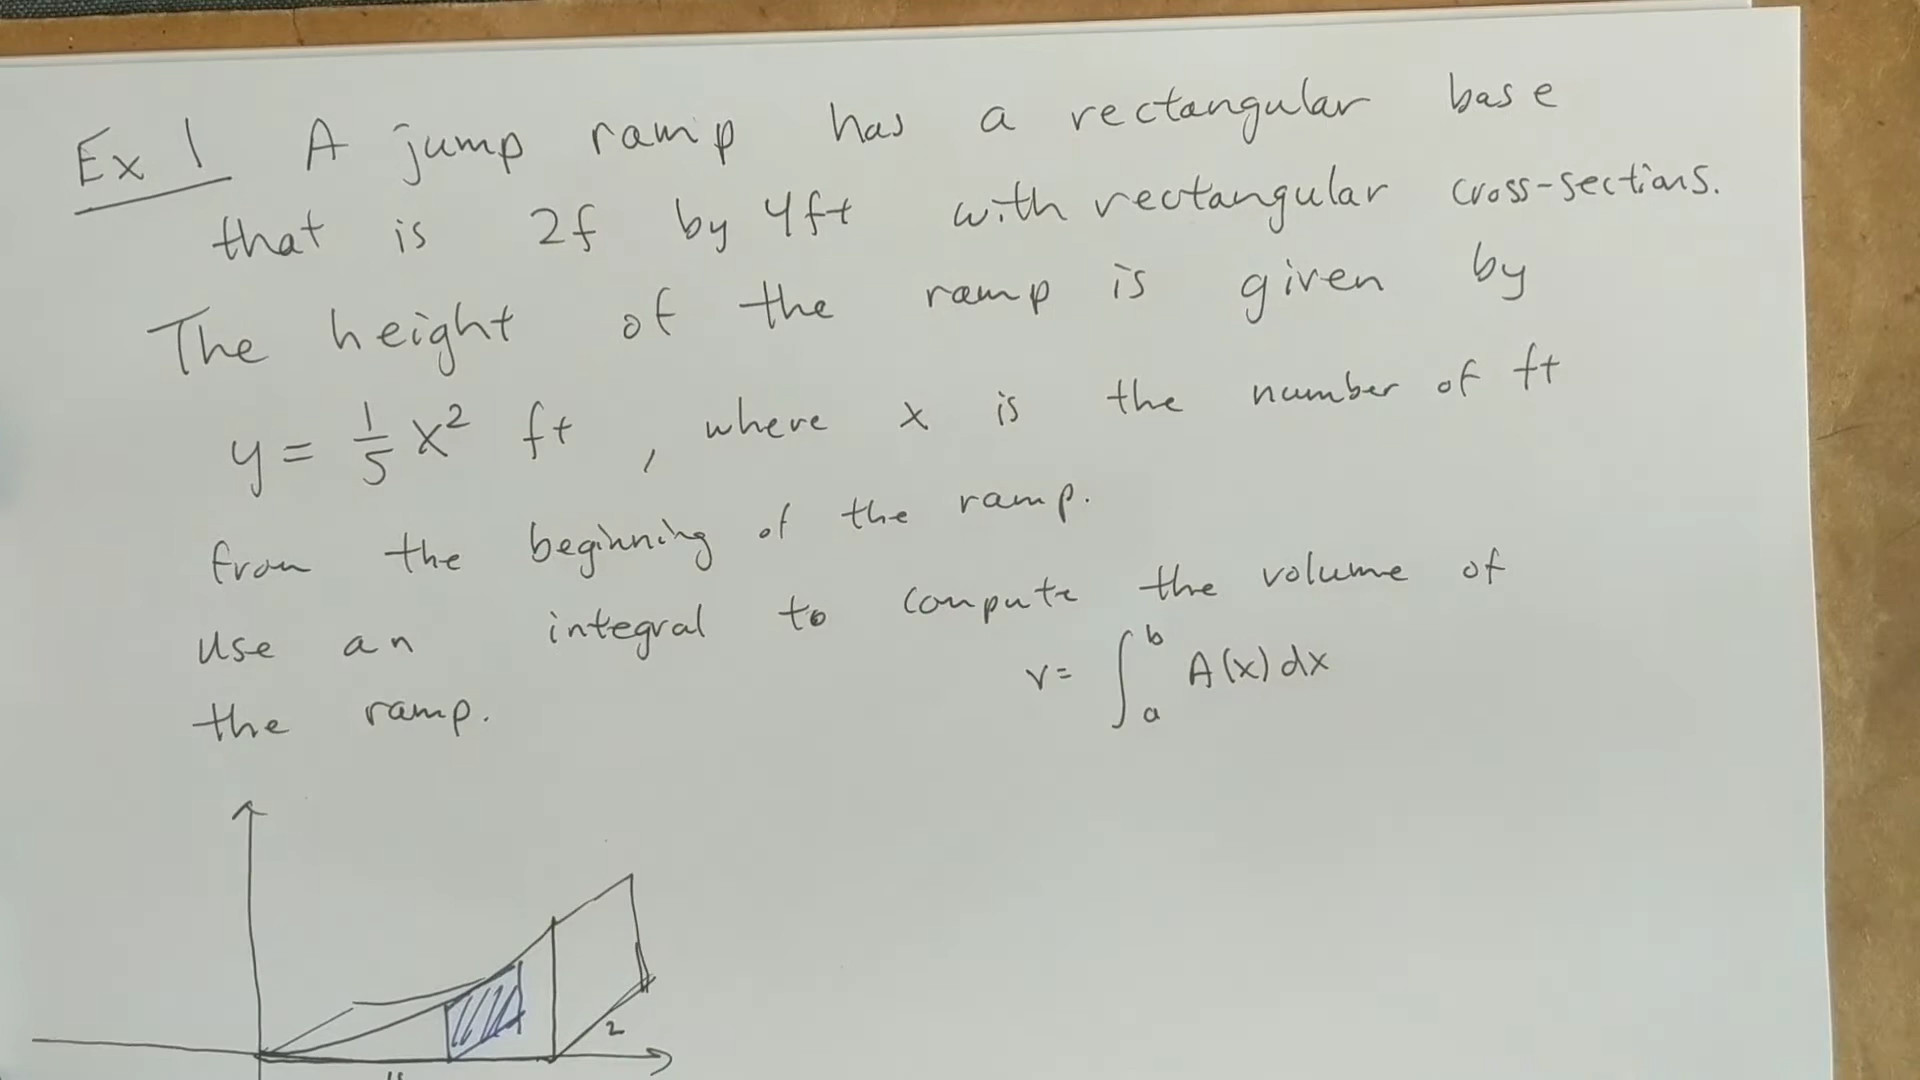 Ex 1 A jump ramp has a rectangular base
that is 2f by 4ft with rectangular cross-sections.
The height of the ramp is given by
y = 1/5 x² ft , where x is the number of ft
from the beginning of the ramp.
Use an integral to compute the volume of
the ramp.
V = ∫_a^b A(x) dx
2